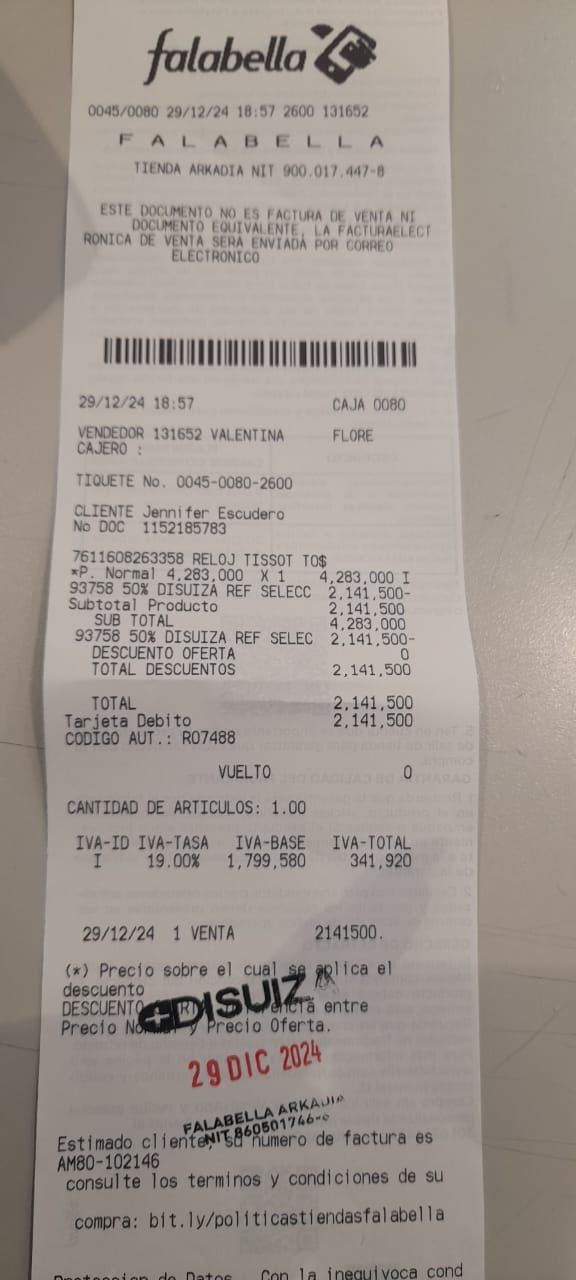 falabella
0045/0080 29/12/24 18:57 2600 131652
F A L A B E L L A
TIENDA ARKADIA NIT 900.017.447-8
ESTE DOCUMENTO NO ES FACTURA DE VENTA NI
DOCUMENTO EQUIVALENTE, LA FACTURAELECT
RONICA DE VENTA SERA ENVIADA POR CORREO
ELECTRONICO
29/12/24 18:57 CAJA 0080
VENDEDOR 131652 VALENTINA FLORE
CAJERO :
TIQUETE No. 0045-0080-2600
CLIENTE Jennifer Escudero
No DOC 1152185783
7611608263358 RELOJ TISSOT TO$
*P. Normal 4,283,000 X 1 4,283,000 I
93758 50% DISUIZA REF SELECC 2,141,500-
Subtotal Producto 2,141,500
SUB TOTAL 4,283,000
93758 50% DISUIZA REF SELEC 2,141,500-
DESCUENTO OFERTA 0
TOTAL DESCUENTOS 2,141,500
TOTAL 2,141,500
Tarjeta Debito 2,141,500
CODIGO AUT.: R07488
VUELTO 0
CANTIDAD DE ARTICULOS: 1.00
IVA-ID IVA-TASA IVA-BASE IVA-TOTAL
I 19.00% 1,799,580 341,920
29/12/24 1 VENTA 2141500.
(*) Precio sobre el cual se aplica el
descuento
DESCUENTO entre
Precio y Precio Oferta.
DISUIZA
29 DIC 2024
FALABELLA ARKADIA
NIT 860501746-
Estimado cliente, su numero de factura es
AM80-102146
consulte los terminos y condiciones de su
compra: bit.ly/politicastiendasfalabella
Proteccion de Datos. Con la inequivoca cond